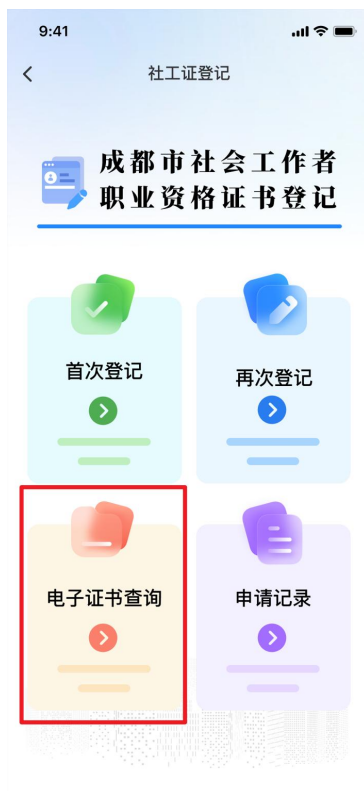 9:41
社工证登记
成都市社会工作者
职业资格证书登记
首次登记
再次登记
电子证书查询
申请记录